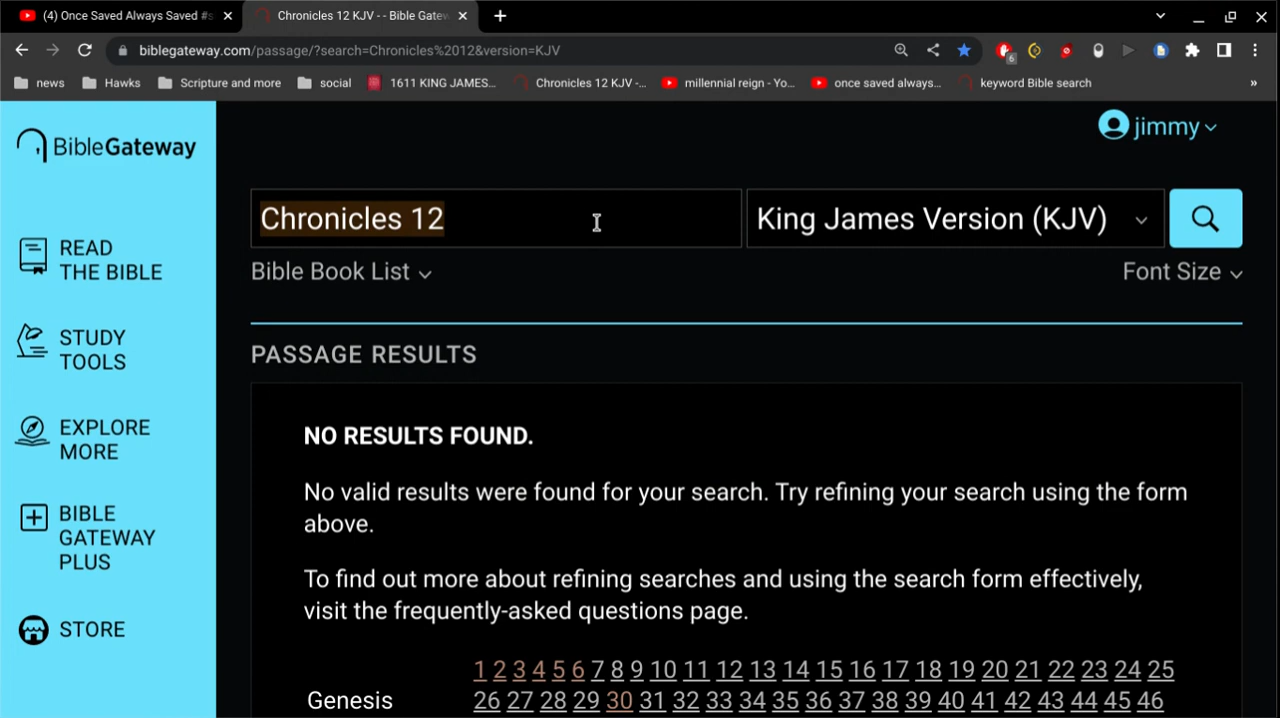 (4) Once Saved Always Saved #s
Chronicles 12 KJV - - Bible Gatew
biblegateway.com/passage/?search=Chronicles%2012&version=KJV
6
news
Hawks
Scripture and more
social
1611 KING JAMES...
Chronicles 12 KJV -...
millennial reign - Yo...
once saved always...
keyword Bible search
»
BibleGateway
jimmy
Chronicles 12
King James Version (KJV)
Bible Book List
Font Size
READ
THE BIBLE
STUDY
TOOLS
EXPLORE
MORE
BIBLE
GATEWAY
PLUS
STORE
PASSAGE RESULTS
NO RESULTS FOUND.
No valid results were found for your search. Try refining your search using the form
above.
To find out more about refining searches and using the search form effectively,
visit the frequently-asked questions page.
1 2 3 4 5 6 7 8 9 10 11 12 13 14 15 16 17 18 19 20 21 22 23 24 25
Genesis 26 27 28 29 30 31 32 33 34 35 36 37 38 39 40 41 42 43 44 45 46